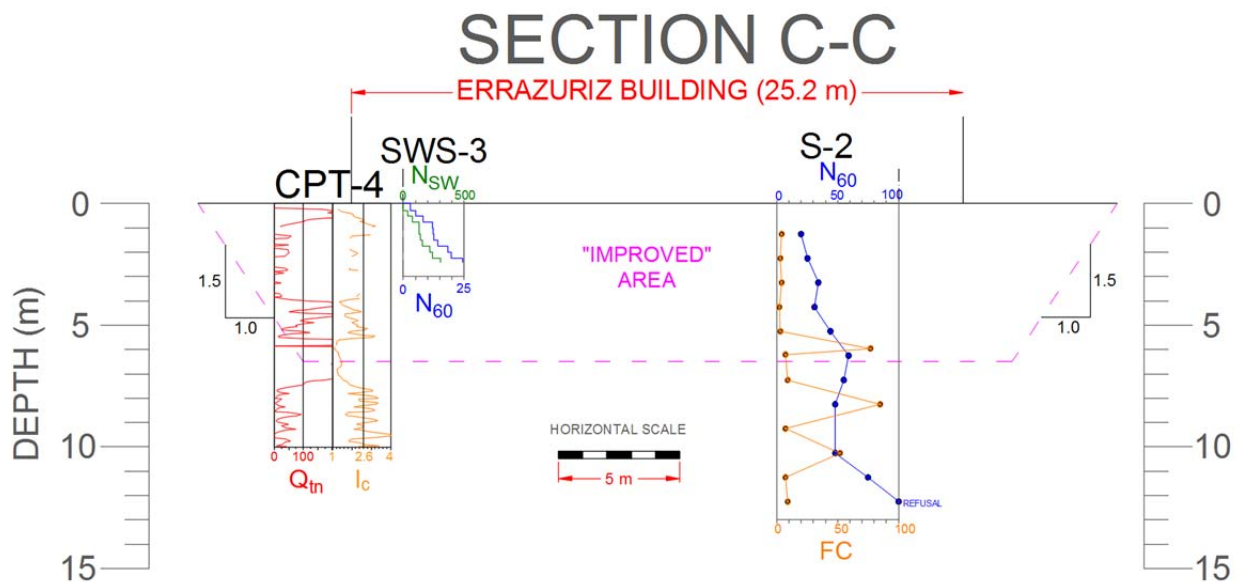 SECTION C-C
ERRAZURIZ BUILDING (25.2 m)
SWS-3
S-2
CPT-4
N_SW
N_60
0 500
0 50 100
0
0
"IMPROVED"
AREA
1.5
1.0
1.5
1.0
0 25
N_60
5
5
DEPTH (m)
HORIZONTAL SCALE
5 m
10
10
0 100 1 2.6 4
Q_tn
I_c
REFUSAL
0 50 100
FC
15
15